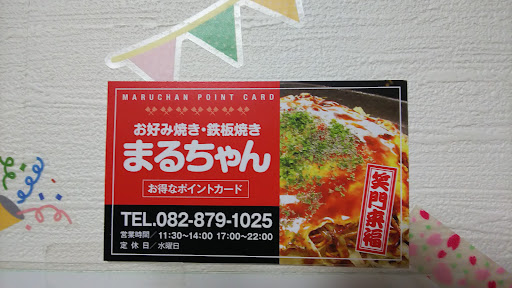 MARUCHAN POINT CARD
お好み焼き・鉄板焼き
まるちゃん
お得なポイントカード
TEL.082-879-1025
営業時間／11:30~14:00 17:00~22:00
定休日／水曜日
笑門来福